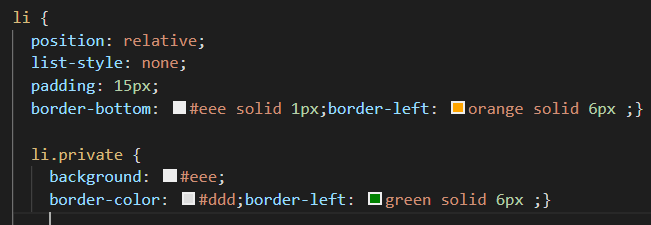 li {
position: relative;
list-style: none;
padding: 15px;
border-bottom: #eee solid 1px;border-left: orange solid 6px ;}
li.private {
background: #eee;
border-color: #ddd;border-left: green solid 6px ;}